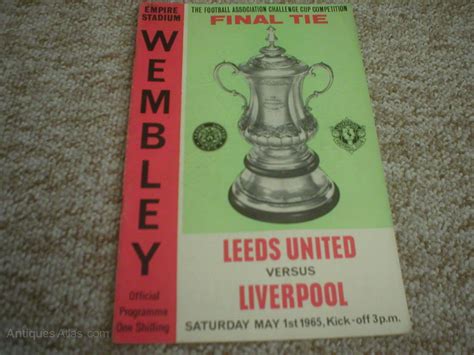 EMPIRE
STADIUM
WEMBLEY
Official
Programme
One Shilling
THE FOOTBALL ASSOCIATION CHALLENGE CUP COMPETITION
FINAL TIE
LEEDS UNITED
VERSUS
LIVERPOOL
SATURDAY MAY 1st 1965, Kick-off 3 p.m.
AntiquesAtlas.com